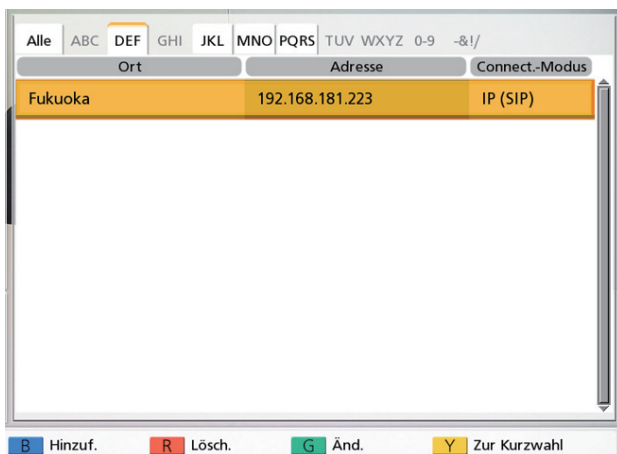 Alle ABC DEF GHI JKL MNO PQRS TUV WXYZ 0-9 -&!/
Ort Adresse Connect.-Modus
Fukuoka 192.168.181.223 IP (SIP)
B Hinzuf. R Lösch. G Änd. Y Zur Kurzwahl